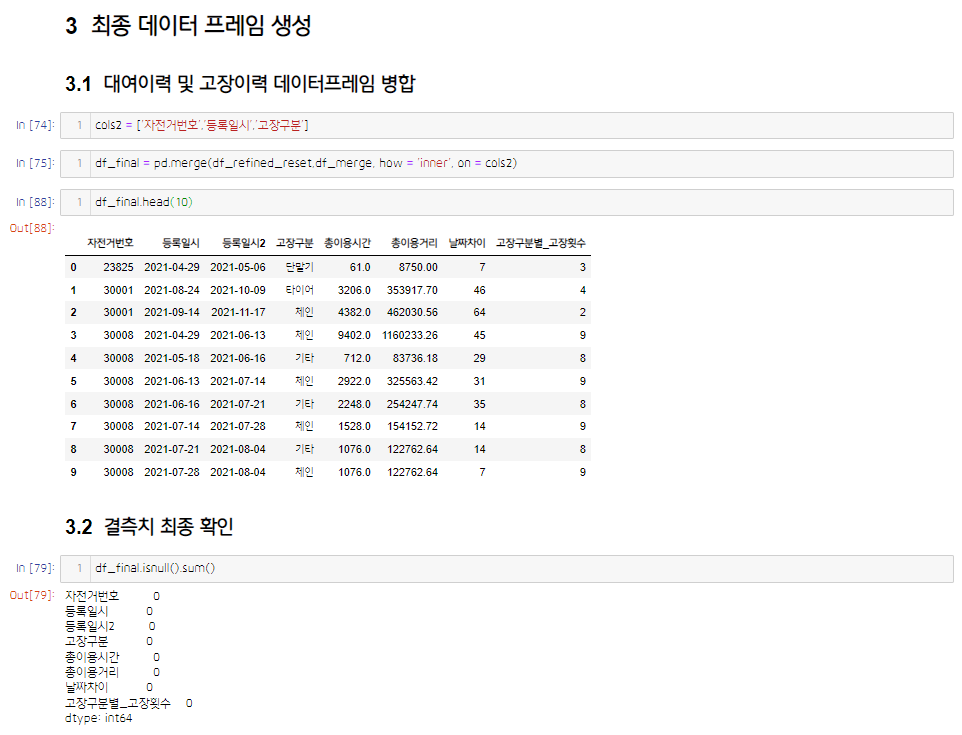 3 최종 데이터 프레임 생성
3.1 대여이력 및 고장이력 데이터프레임 병합
In [74]: 1 cols2 = ['자전거번호','등록일시','고장구분']
In [75]: 1 df_final = pd.merge(df_refined_reset,df_merge, how = 'inner', on = cols2)
In [88]: 1 df_final.head(10)
Out[88]:
자전거번호 등록일시 등록일시2 고장구분 총이용시간 총이용거리 날짜차이 고장구분별_고장횟수
0 23825 2021-04-29 2021-05-06 단말기 61.0 8750.00 7 3
1 30001 2021-08-24 2021-10-09 타이어 3206.0 353917.70 46 4
2 30001 2021-09-14 2021-11-17 체인 4382.0 462030.56 64 2
3 30008 2021-04-29 2021-06-13 체인 9402.0 1160233.26 45 9
4 30008 2021-05-18 2021-06-16 기타 712.0 83736.18 29 8
5 30008 2021-06-13 2021-07-14 체인 2922.0 325563.42 31 9
6 30008 2021-06-16 2021-07-21 기타 2248.0 254247.74 35 8
7 30008 2021-07-14 2021-07-28 체인 1528.0 154152.72 14 9
8 30008 2021-07-21 2021-08-04 기타 1076.0 122762.64 14 8
9 30008 2021-07-28 2021-08-04 체인 1076.0 122762.64 7 9
3.2 결측치 최종 확인
In [79]: 1 df_final.isnull().sum()
Out[79]: 자전거번호 0
등록일시 0
등록일시2 0
고장구분 0
총이용시간 0
총이용거리 0
날짜차이 0
고장구분별_고장횟수 0
dtype: int64